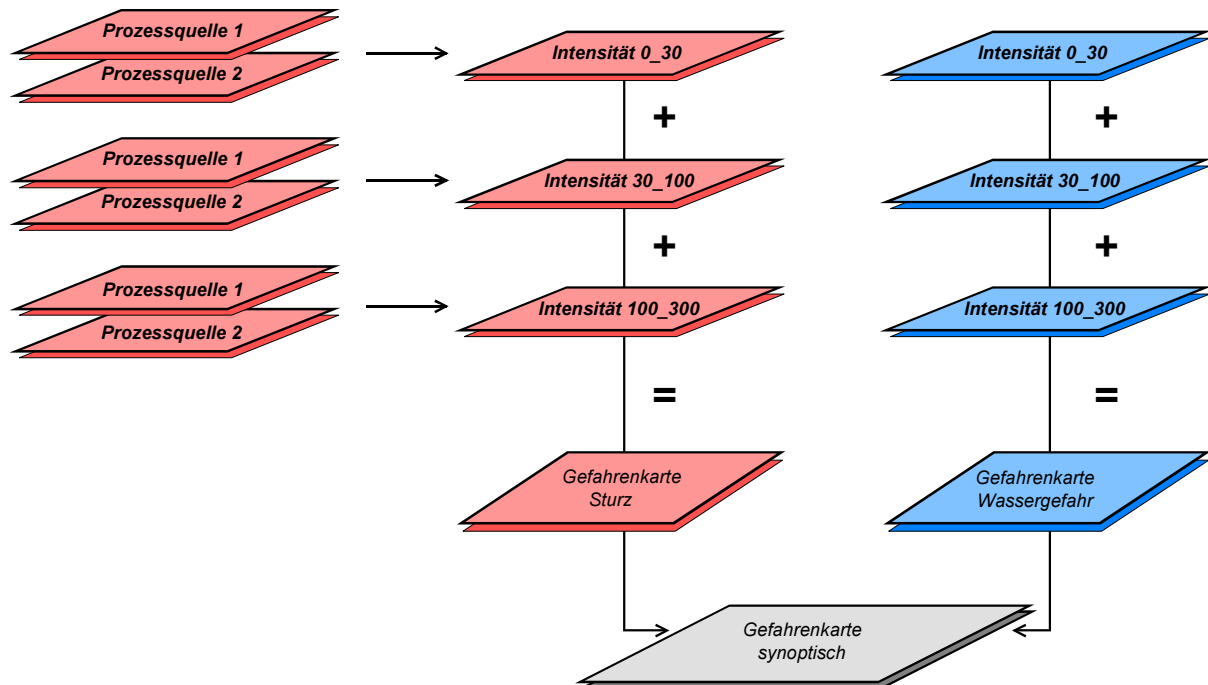 Prozessquelle 1
Prozessquelle 2
Intensität 0_30
Intensität 0_30
+
+
Prozessquelle 1
Prozessquelle 2
Intensität 30_100
Intensität 30_100
+
+
Prozessquelle 1
Prozessquelle 2
Intensität 100_300
Intensität 100_300
=
=
Gefahrenkarte
Sturz
Gefahrenkarte
Wassergefahr
Gefahrenkarte
synoptisch